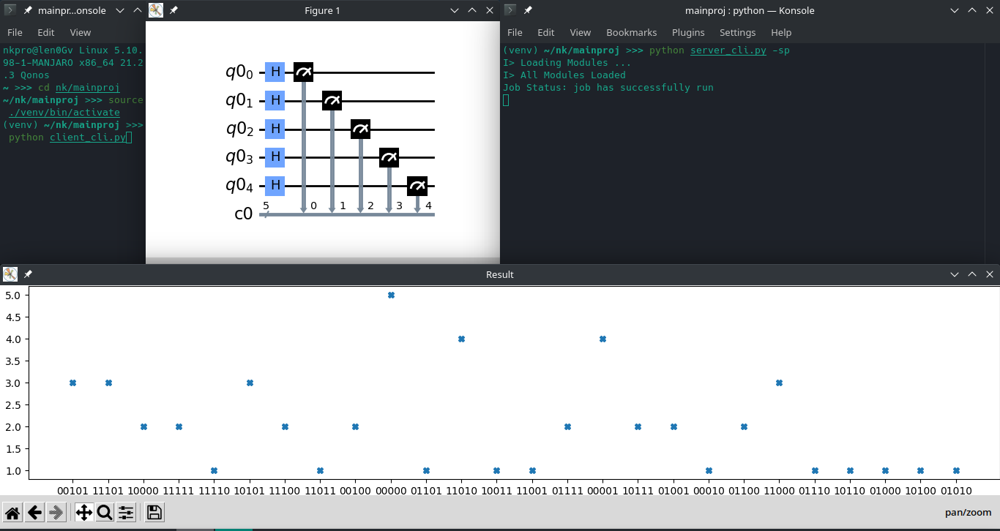 mainpr...onsole
File Edit View
nkpro@len0Gv Linux 5.10.
98-1-MANJARO x86_64 21.2
.3 Qonos
~ >>> cd nk/mainproj
~/nk/mainproj >>> source
./venv/bin/activate
(venv) ~/nk/mainproj >>>
python client_cli.py
Figure 1
q0₀ H
q0₁ H
q0₂ H
q0₃ H
q0₄ H
5 0 1 2 3 4
c0
mainproj : python — Konsole
File Edit View Bookmarks Plugins Settings Help
(venv) ~/nk/mainproj >>> python server_cli.py -sp
I> Loading Modules ...
I> All Modules Loaded
Job Status: job has successfully run
Result
5.0
4.5
4.0
3.5
3.0
2.5
2.0
1.5
1.0
00101 11101 10000 11111 11110 10101 11100 11011 00100 00000 01101 11010 10011 11001 01111 00001 10111 01001 00010 01100 11000 01110 10110 01000 10100 01010
pan/zoom